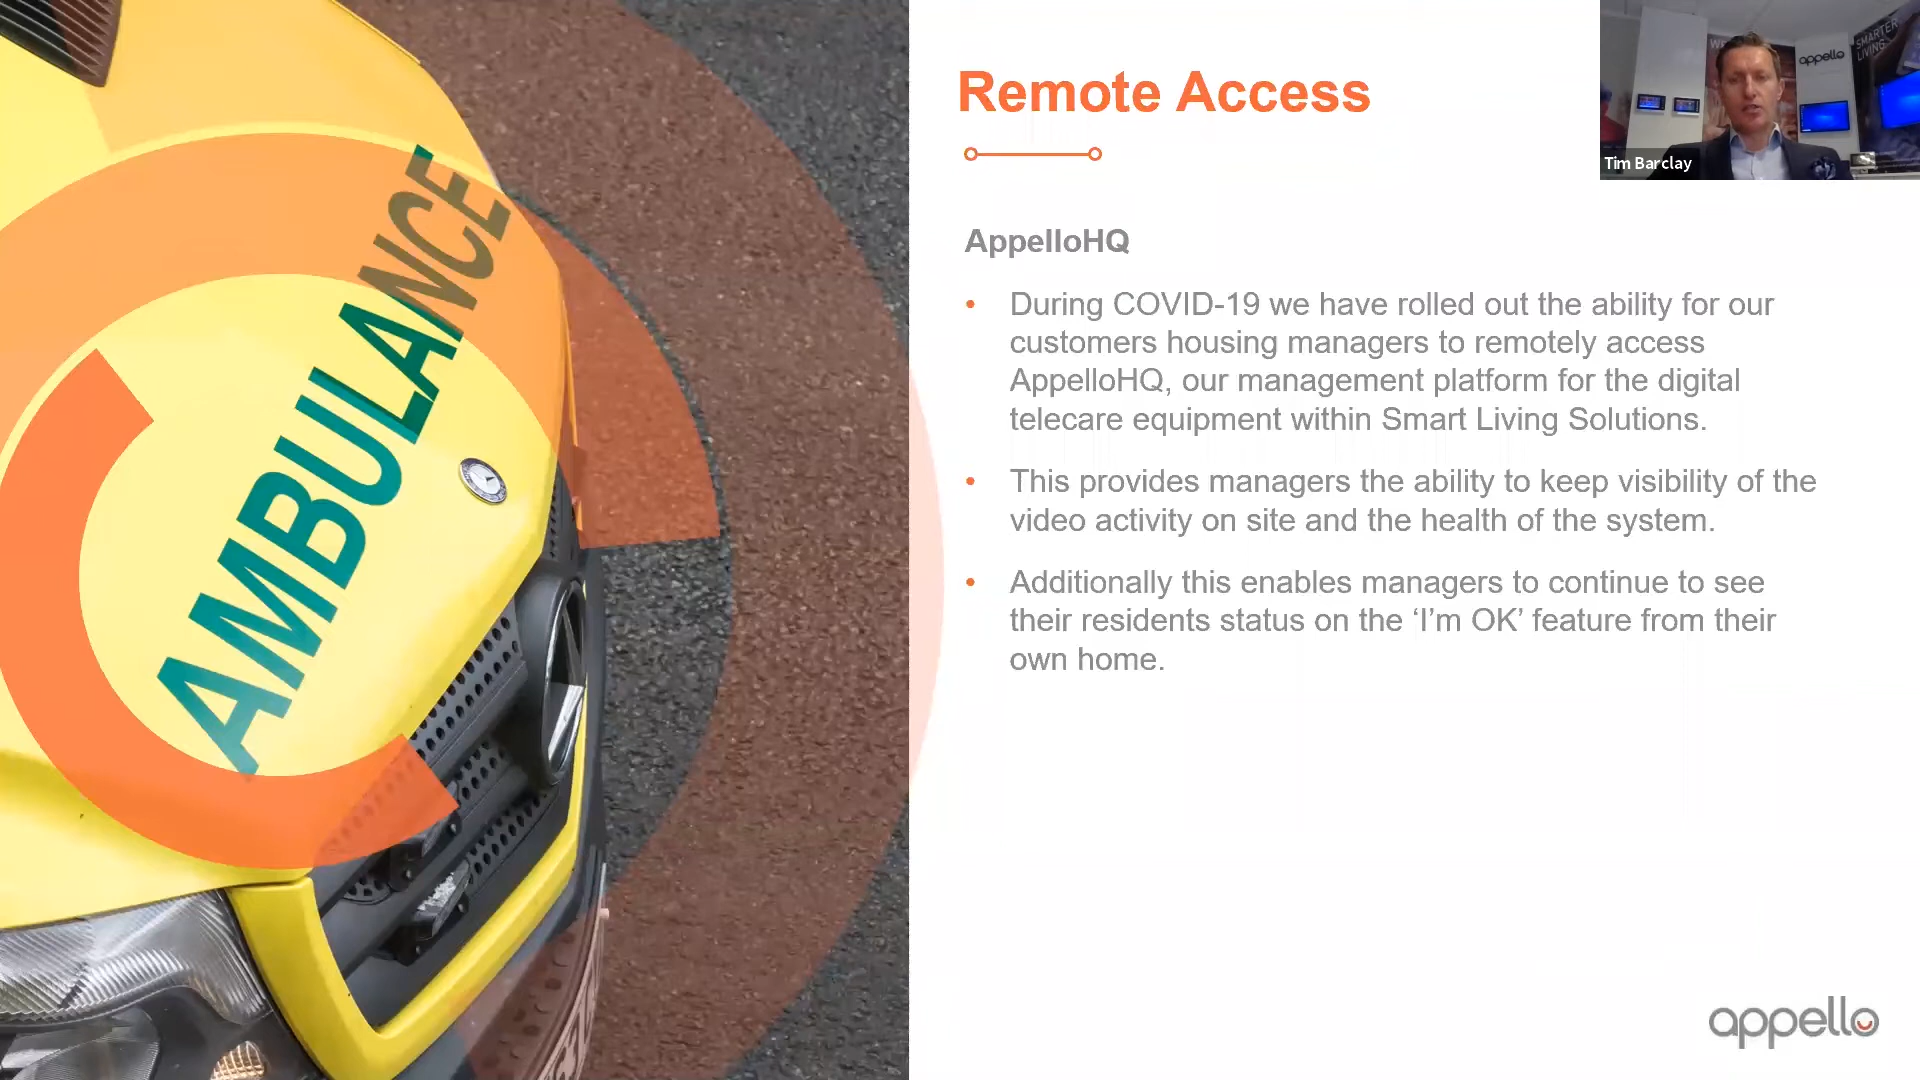 AMBULANCE
Remote Access
AppelloHQ
• During COVID-19 we have rolled out the ability for our
customers housing managers to remotely access
AppelloHQ, our management platform for the digital
telecare equipment within Smart Living Solutions.
• This provides managers the ability to keep visibility of the
video activity on site and the health of the system.
• Additionally this enables managers to continue to see
their residents status on the ‘I’m OK’ feature from their
own home.
appello
SMARTER
LIVING
Tim Barclay
appello